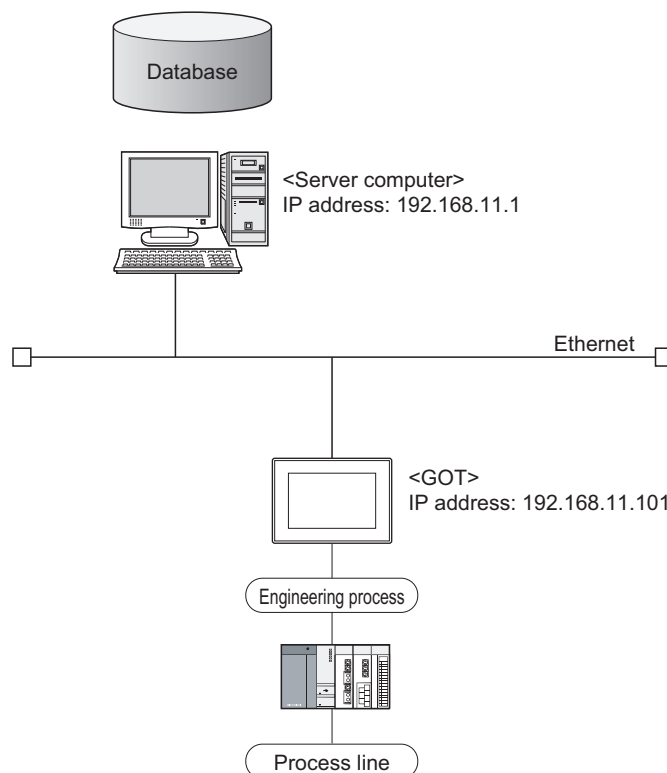 Database
<Server computer>
IP address: 192.168.11.1
Ethernet
<GOT>
IP address: 192.168.11.101
Engineering process
Process line